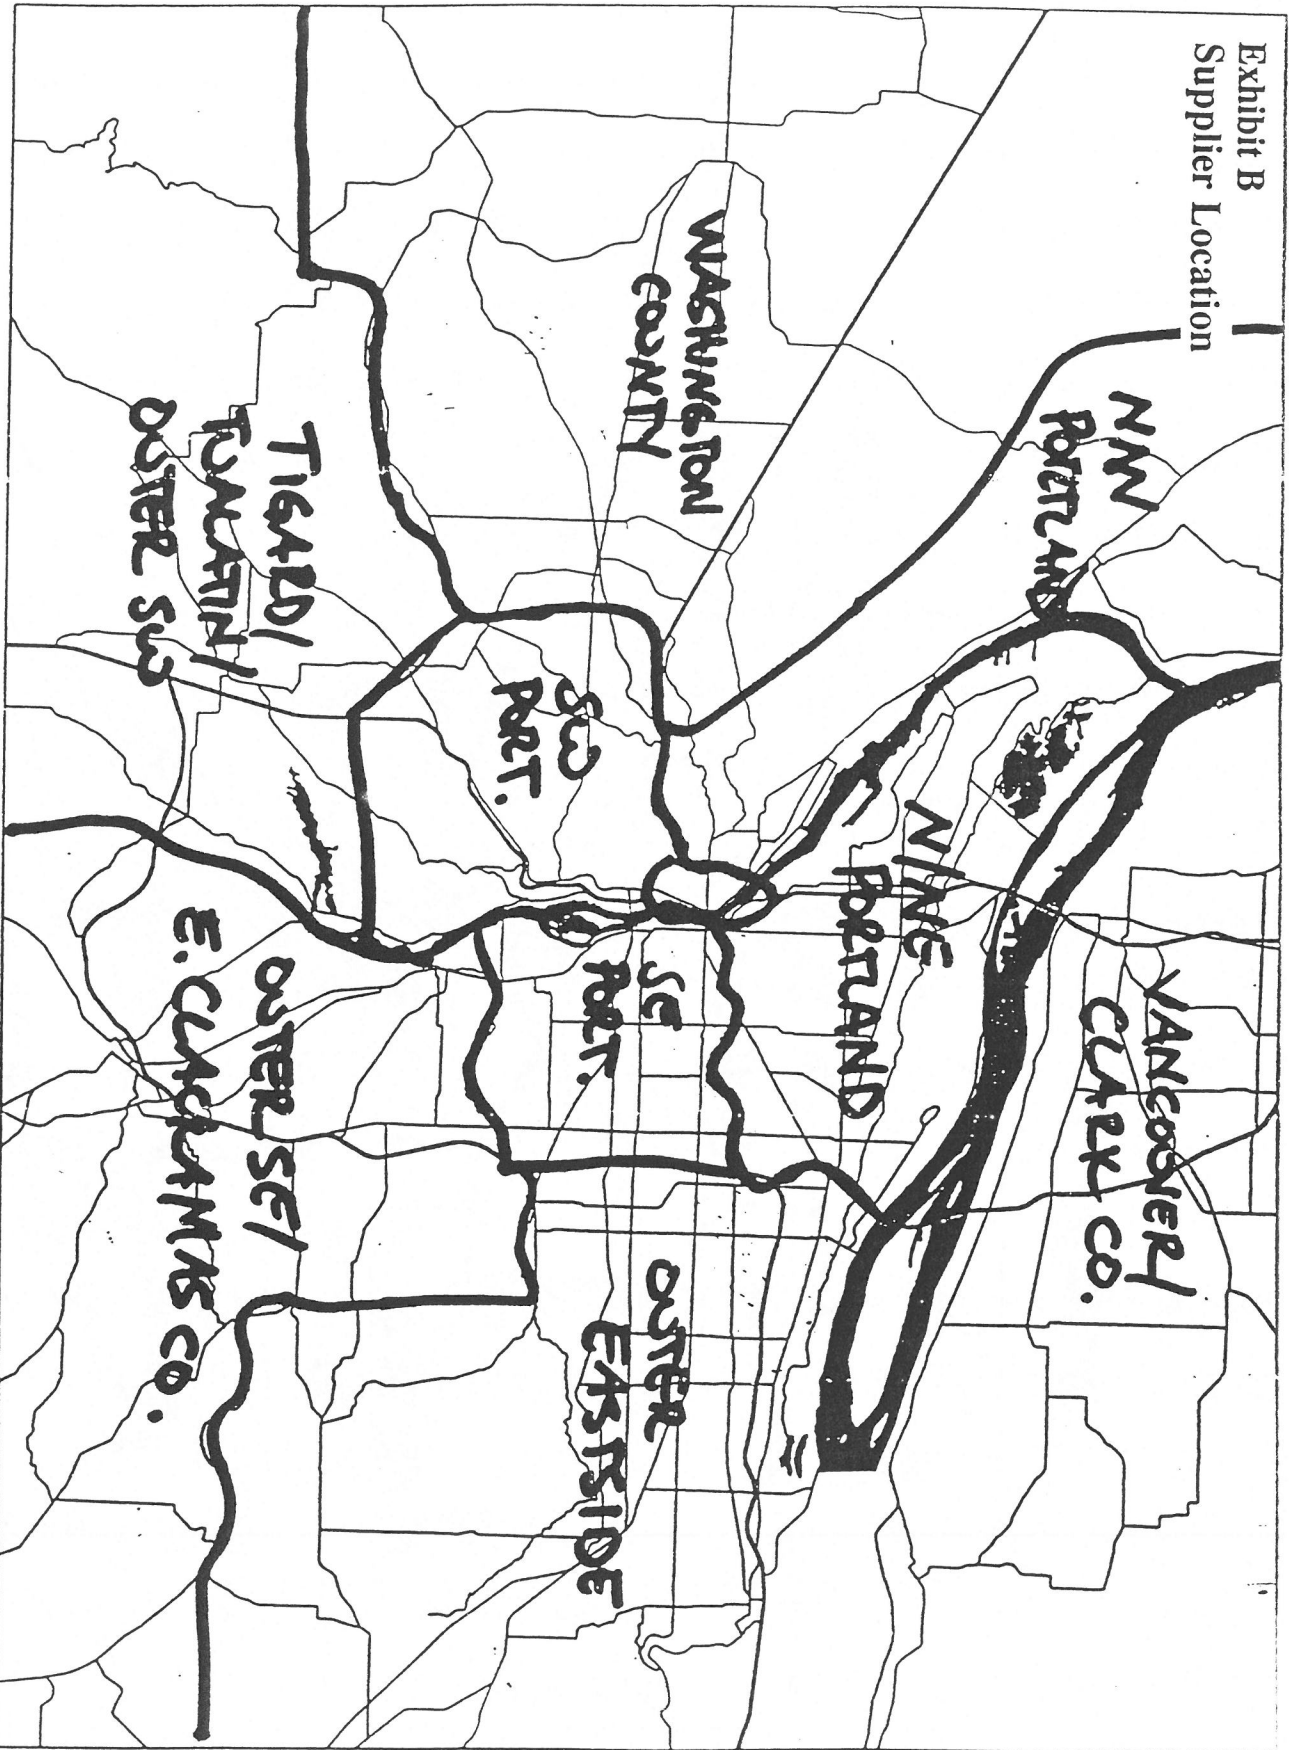 Exhibit B
Supplier Location
NW
PORTLAND
WASHINGTON
COUNTY
VANCOUVER/
CLARK CO.
N/NE
PORTLAND
SW
PORT.
SE
PORT.
TIGARD/
TUALATIN/
OUTER SW
OUTER
EASTSIDE
OUTER SE/
E. CLACKAMAS CO.